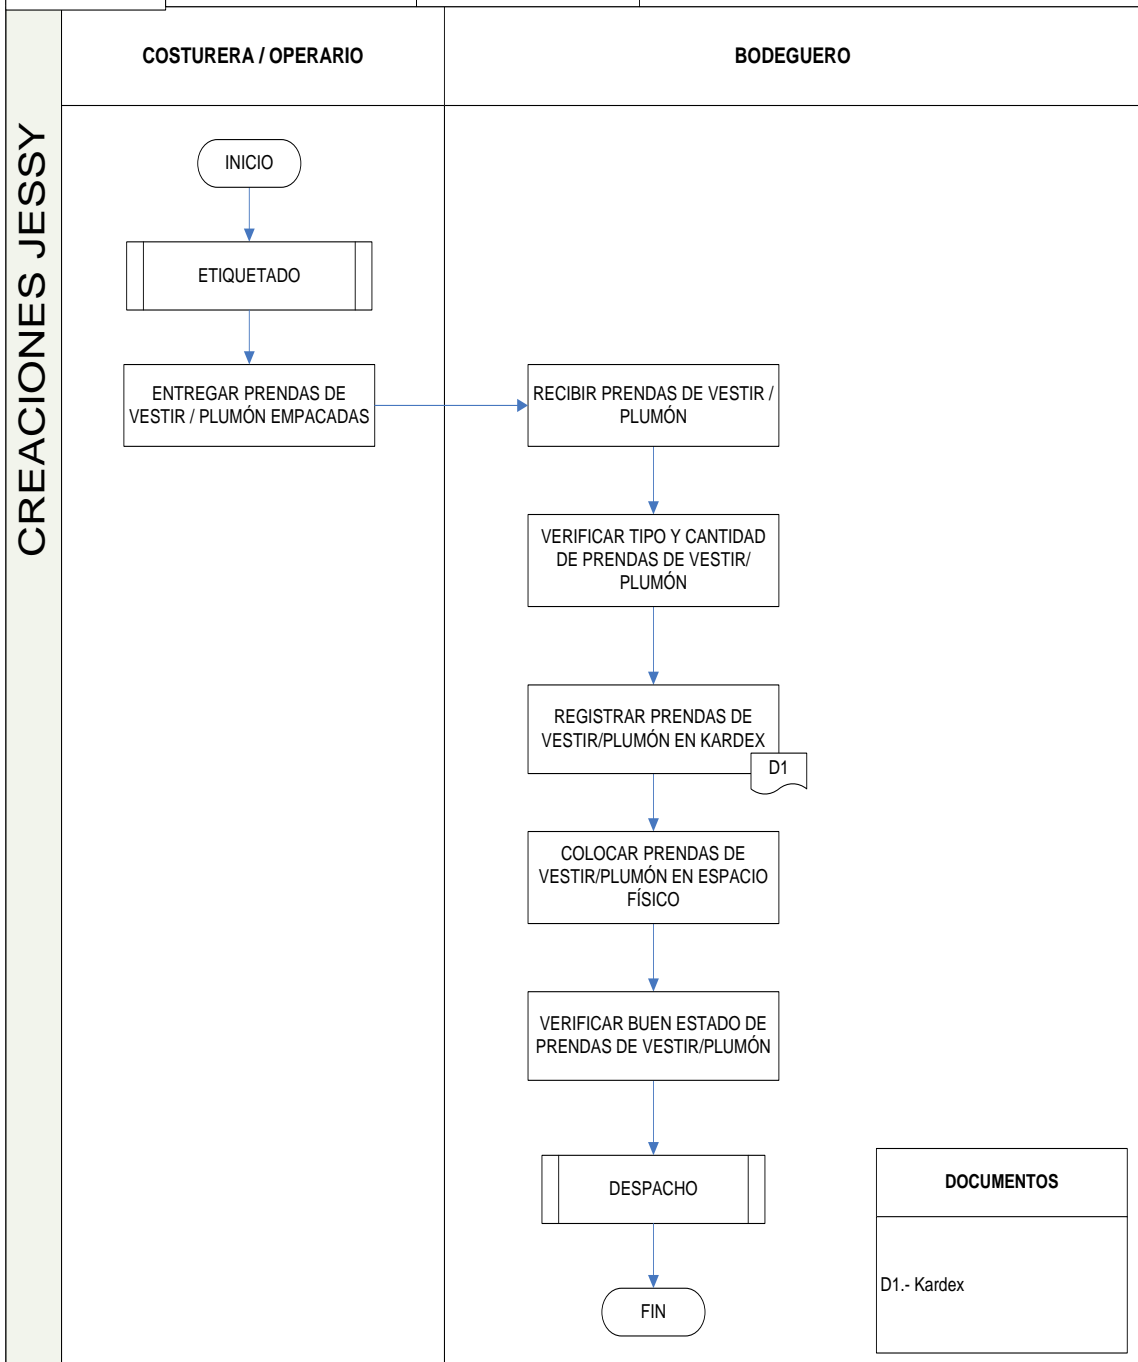 CREACIONES JESSY
COSTURERA / OPERARIO
BODEGUERO
INICIO
ETIQUETADO
ENTREGAR PRENDAS DE
VESTIR / PLUMÓN EMPACADAS
RECIBIR PRENDAS DE VESTIR /
PLUMÓN
VERIFICAR TIPO Y CANTIDAD
DE PRENDAS DE VESTIR/
PLUMÓN
REGISTRAR PRENDAS DE
VESTIR/PLUMÓN EN KARDEX
D1
COLOCAR PRENDAS DE
VESTIR/PLUMÓN EN ESPACIO
FÍSICO
VERIFICAR BUEN ESTADO DE
PRENDAS DE VESTIR/PLUMÓN
DESPACHO
FIN
DOCUMENTOS
D1.- Kardex